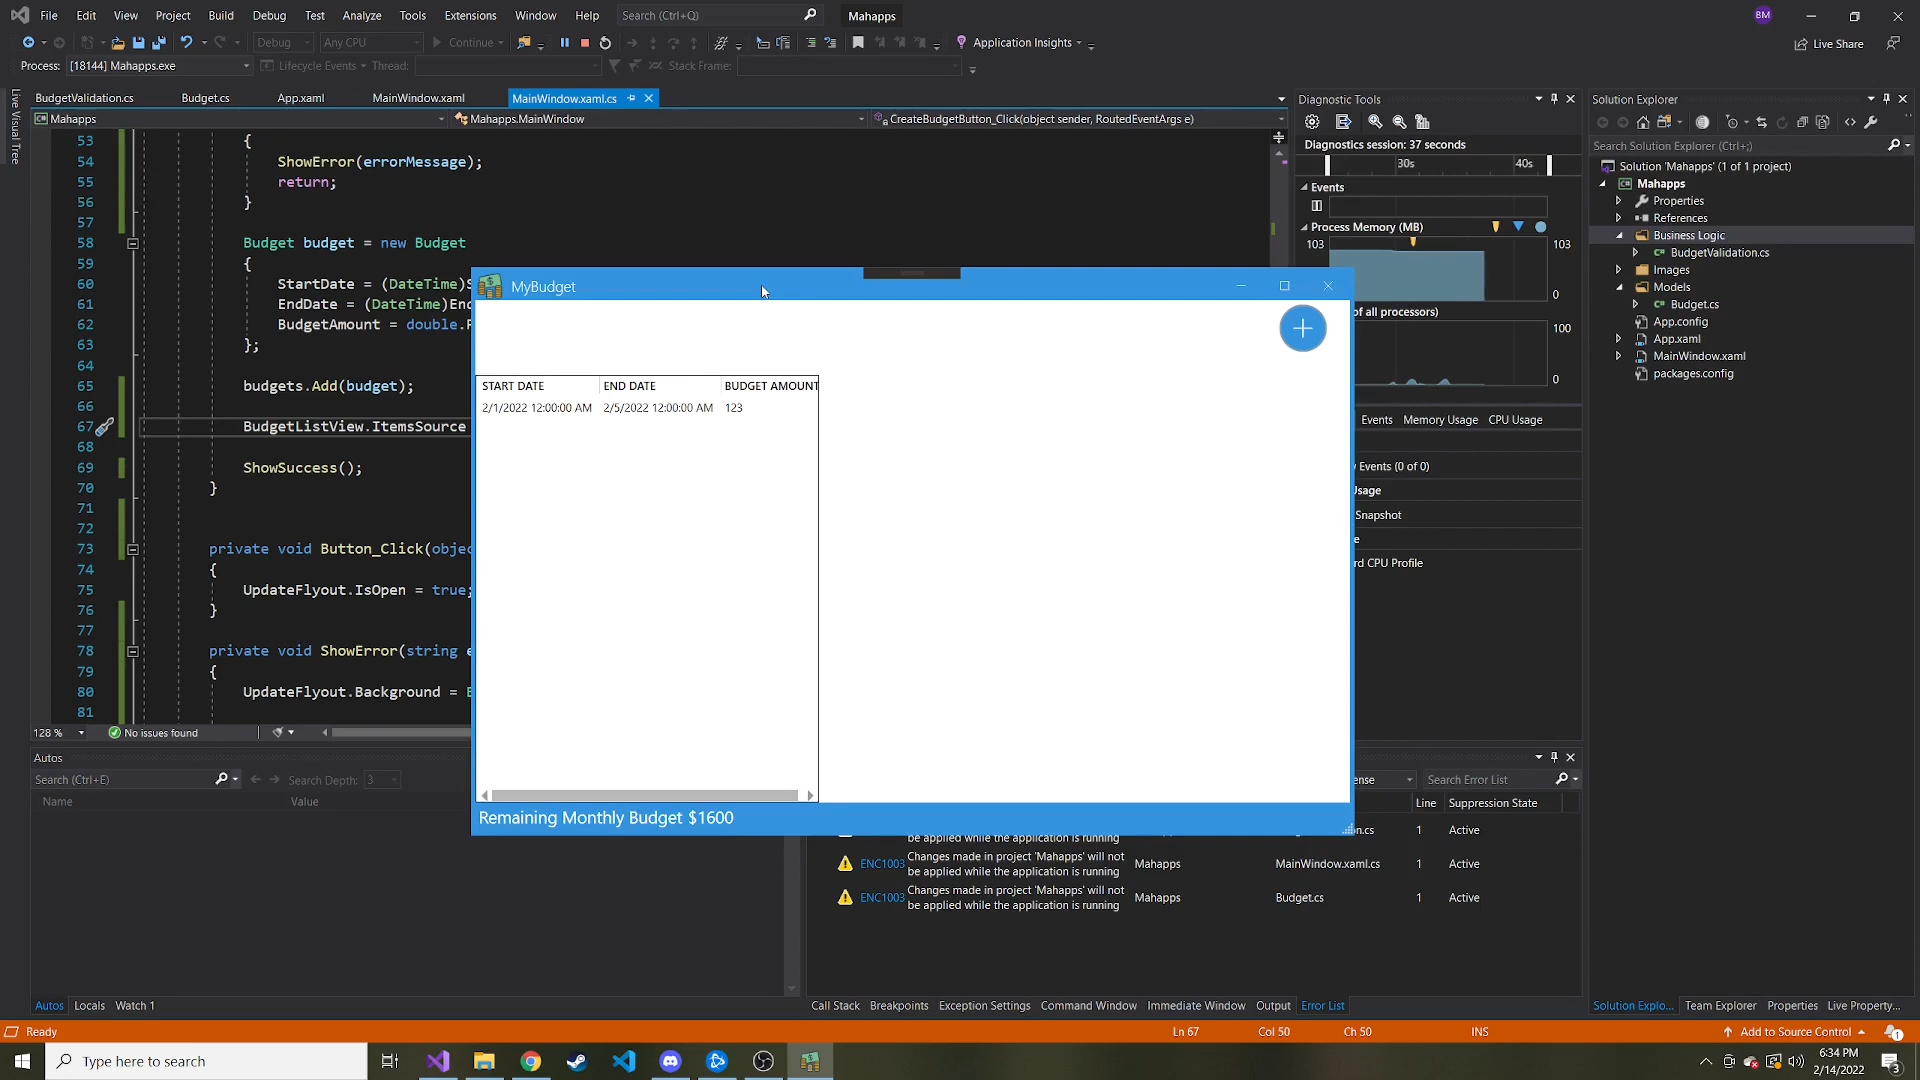 File Edit View Project Build Debug Test Analyze Tools Extensions Window Help Search (Ctrl+Q) Mahapps BM
Debug Any CPU Continue Application Insights Live Share
Process: [18144] Mahapps.exe Lifecycle Events Thread: Stack Frame:
Live Visual Tree
BudgetValidation.cs Budget.cs App.xaml MainWindow.xaml MainWindow.xaml.cs
Mahapps Mahapps.MainWindow CreateBudgetButton_Click(object sender, RoutedEventArgs e)
53 {
54 ShowError(errorMessage);
55 return;
56 }
57
58 Budget budget = new Budget
59 {
60 StartDate = (DateTime)S
61 EndDate = (DateTime)En
62 BudgetAmount = double.P
63 };
64
65 budgets.Add(budget);
66
67 BudgetListView.ItemsSource
68
69 ShowSuccess();
70 }
71
72
73 private void Button_Click(objec
74 {
75 UpdateFlyout.IsOpen = true;
76 }
77
78 private void ShowError(string e
79 {
80 UpdateFlyout.Background =
81
128 % No issues found
MyBudget
START DATE END DATE BUDGET AMOUNT
2/1/2022 12:00:00 AM 2/5/2022 12:00:00 AM 123
Remaining Monthly Budget $1600
Diagnostic Tools
Diagnostics session: 37 seconds
30s 40s
Events
Process Memory (MB)
103 103
0
of all processors)
100
0
Events Memory Usage CPU Usage
Events (0 of 0)
Usage
Snapshot
rd CPU Profile
Solution Explorer
Search Solution Explorer (Ctrl+;)
Solution 'Mahapps' (1 of 1 project)
Mahapps
Properties
References
Business Logic
BudgetValidation.cs
Images
Models
Budget.cs
App.config
App.xaml
MainWindow.xaml
packages.config
Autos
Search (Ctrl+E) Search Depth: 3
Name Value
Autos Locals Watch 1
ense Search Error List
Line Suppression State
be applied while the application is running
on.cs 1 Active
ENC1003 Changes made in project 'Mahapps' will not be applied while the application is running Mahapps MainWindow.xaml.cs 1 Active
ENC1003 Changes made in project 'Mahapps' will not be applied while the application is running Mahapps Budget.cs 1 Active
Call Stack Breakpoints Exception Settings Command Window Immediate Window Output Error List
Solution Explo... Team Explorer Properties Live Property...
Ready Ln 67 Col 50 Ch 50 INS Add to Source Control 1
Type here to search
6:34 PM
2/14/2022
3